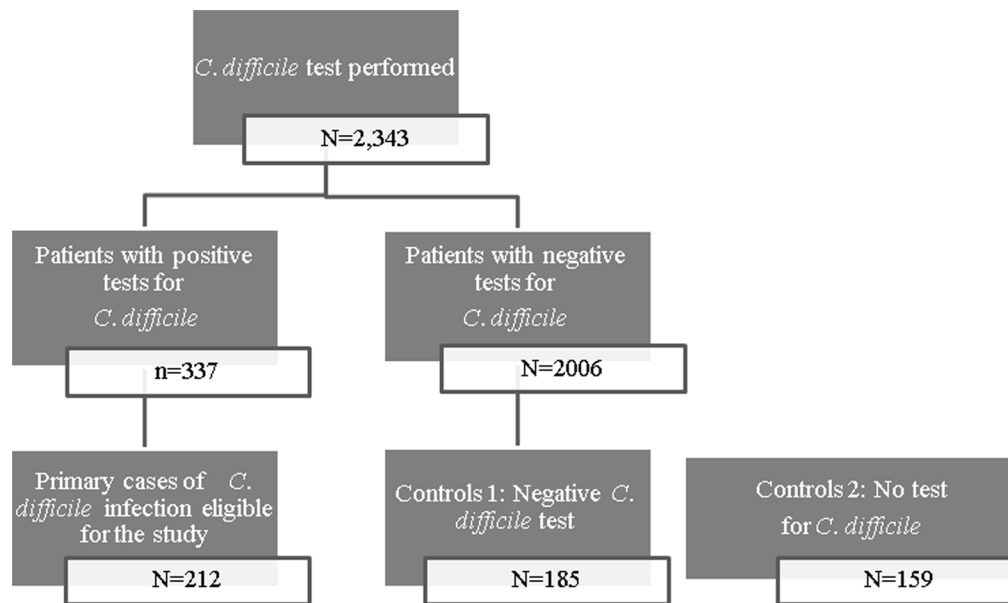 C. difficile test performed
N=2,343
Patients with positive
tests for
C. difficile
n=337
Patients with negative
tests for
C. difficile
N=2006
Primary cases of C.
difficile infection eligible
for the study
N=212
Controls 1: Negative C.
difficile test
N=185
Controls 2: No test
for C. difficile
N=159